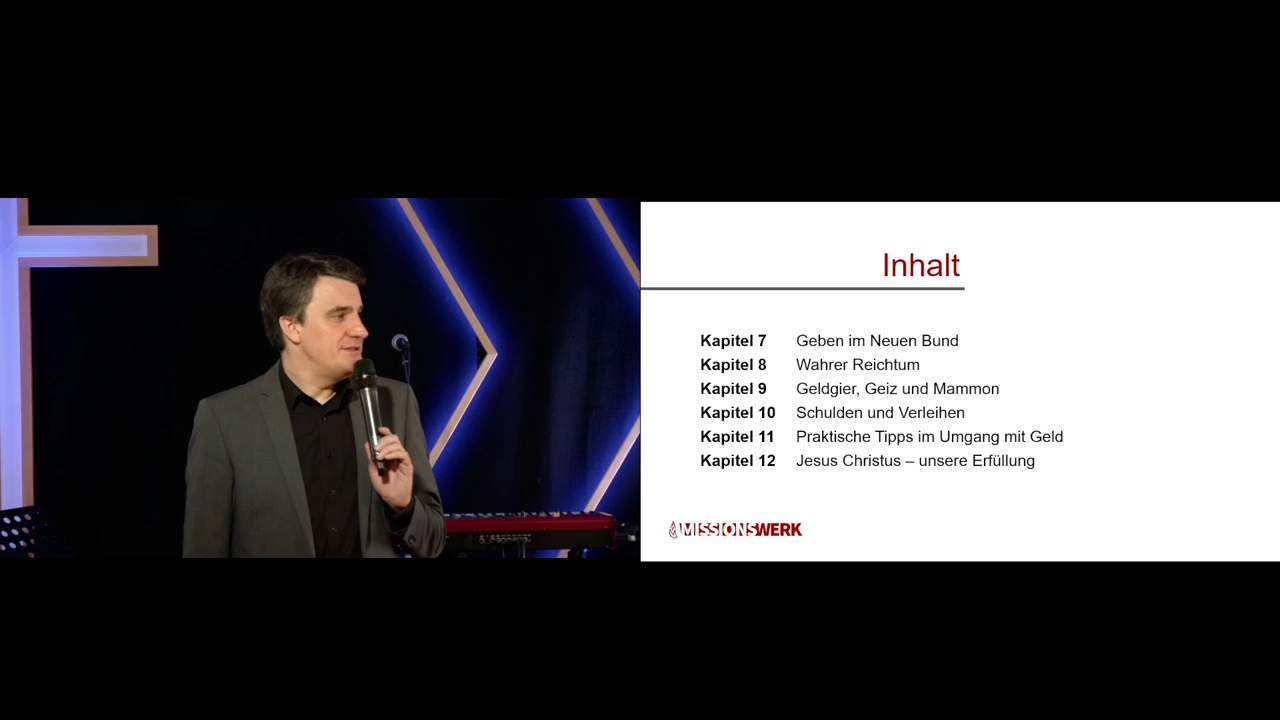 Inhalt
Kapitel 7 Geben im Neuen Bund
Kapitel 8 Wahrer Reichtum
Kapitel 9 Geldgier, Geiz und Mammon
Kapitel 10 Schulden und Verleihen
Kapitel 11 Praktische Tipps im Umgang mit Geld
Kapitel 12 Jesus Christus – unsere Erfüllung
MISSIONSWERK